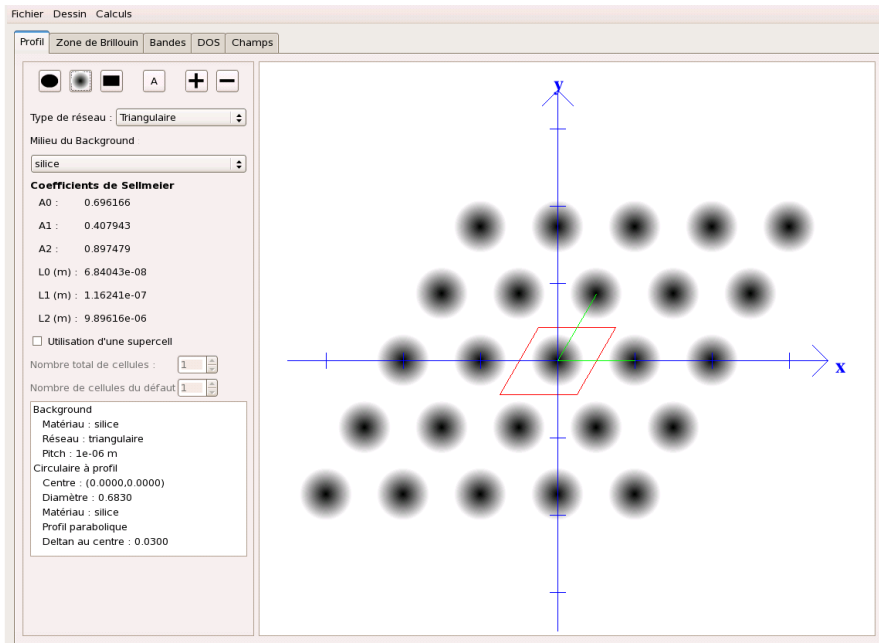 Fichier Dessin Calculs
Profil Zone de Brillouin Bandes DOS Champs
A
Type de réseau : Triangulaire
Milieu du Background
silice
Coefficients de Sellmeier
A0 : 0.696166
A1 : 0.407943
A2 : 0.897479
L0 (m) : 6.84043e-08
L1 (m) : 1.16241e-07
L2 (m) : 9.89616e-06
Utilisation d'une supercell
Nombre total de cellules : 1
Nombre de cellules du défaut 1
Background
Matériau : silice
Réseau : triangulaire
Pitch : 1e-06 m
Circulaire à profil
Centre : (0.0000,0.0000)
Diamètre : 0.6830
Matériau : silice
Profil parabolique
Deltan au centre : 0.0300
y
x